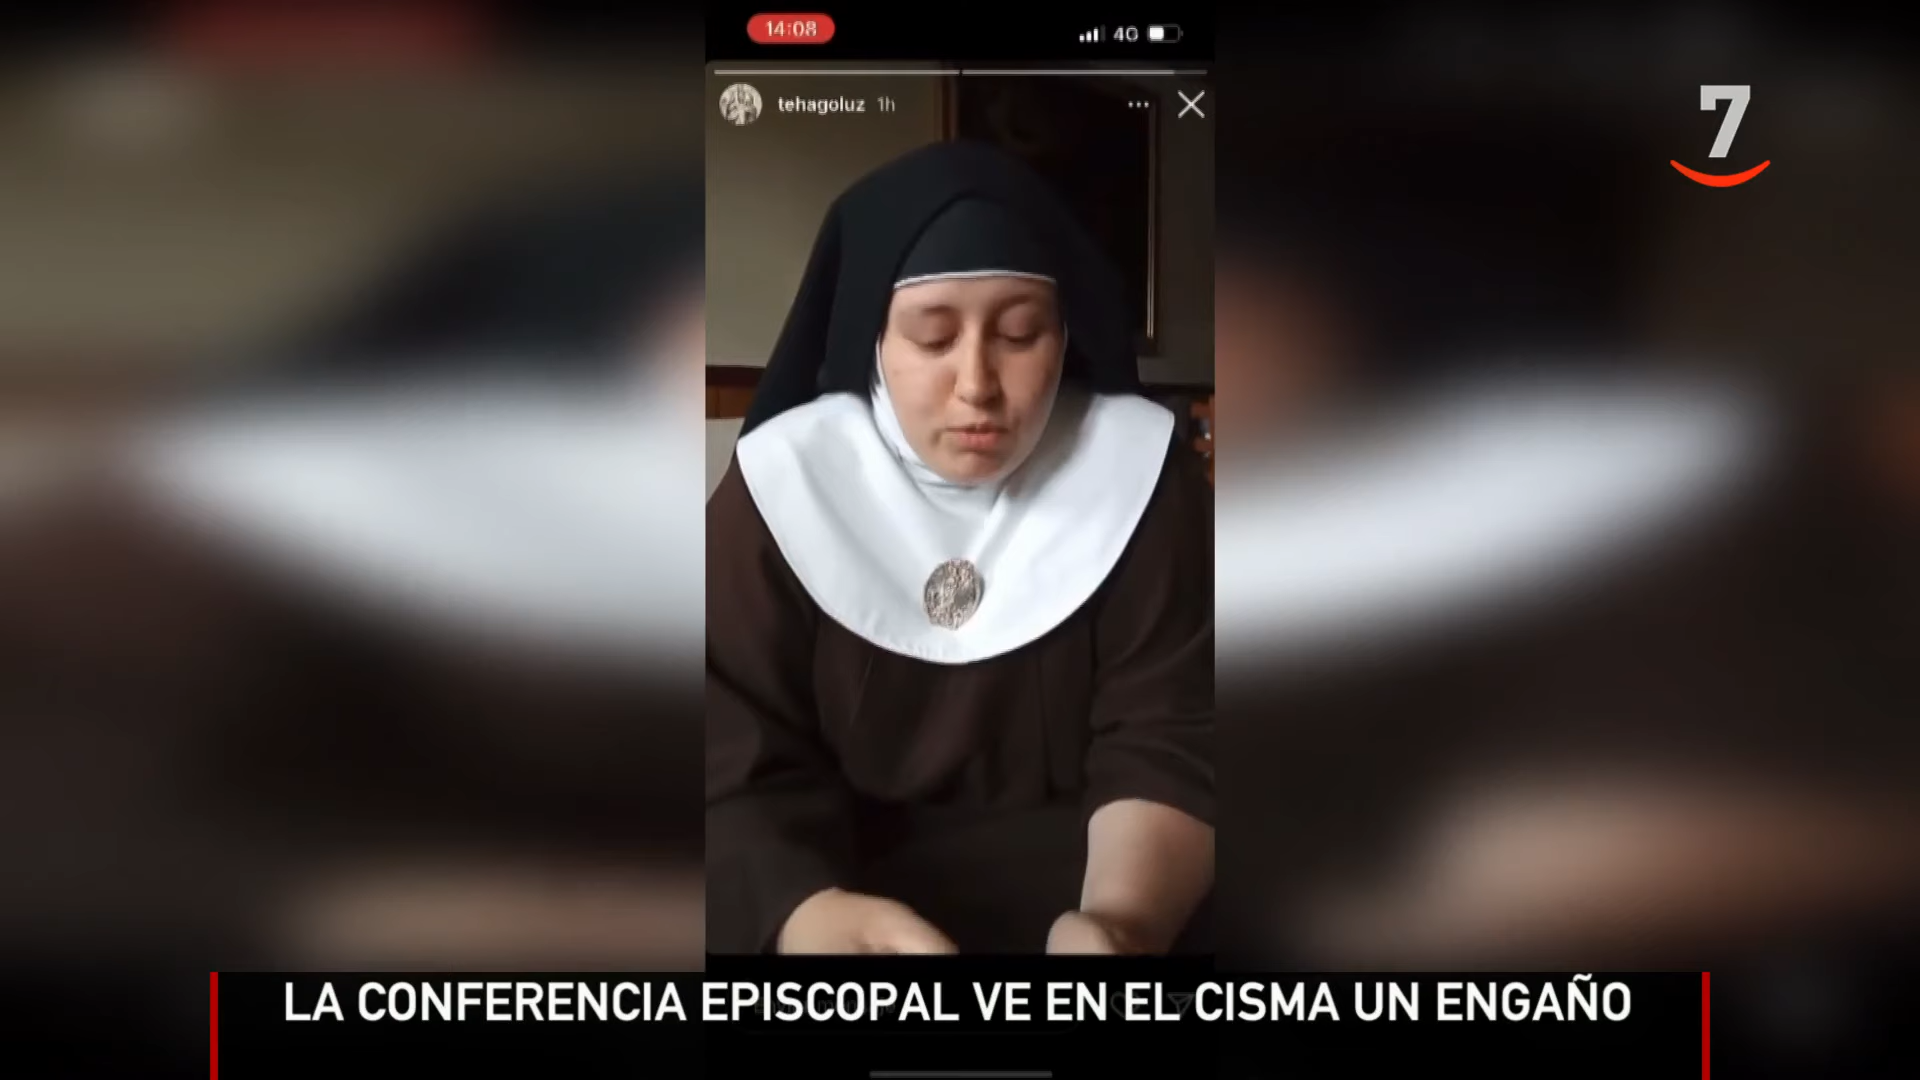 14:08
4G
tehagoluz 1h
7
LA CONFERENCIA EPISCOPAL VE EN EL CISMA UN ENGAÑO